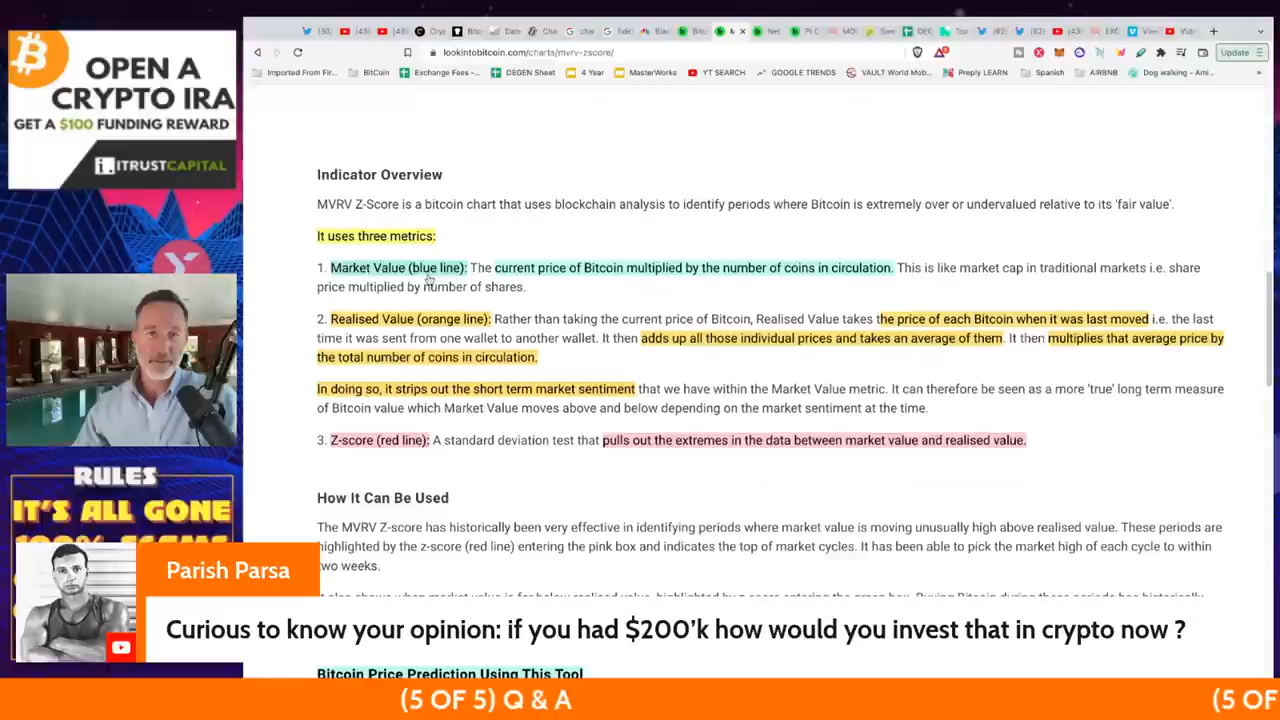 OPEN A
CRYPTO IRA
GET A $100 FUNDING REWARD
i. ITRUSTCAPITAL
lookintobitcoin.com/charts/mvrv-zscore/
Update
Imported From Fir...
BitCoin
Exchange Fees -...
DEGEN Sheet
4 Year
MasterWorks
YT SEARCH
GOOGLE TRENDS
VAULT World Mob...
Preply LEARN
Spanish
AIRBNB
Dog walking - Ami...
Indicator Overview
MVRV Z-Score is a bitcoin chart that uses blockchain analysis to identify periods where Bitcoin is extremely over or undervalued relative to its 'fair value'.
It uses three metrics:
1. Market Value (blue line): The current price of Bitcoin multiplied by the number of coins in circulation. This is like market cap in traditional markets i.e. share
price multiplied by number of shares.
2. Realised Value (orange line): Rather than taking the current price of Bitcoin, Realised Value takes the price of each Bitcoin when it was last moved i.e. the last
time it was sent from one wallet to another wallet. It then adds up all those individual prices and takes an average of them. It then multiplies that average price by
the total number of coins in circulation.
In doing so, it strips out the short term market sentiment that we have within the Market Value metric. It can therefore be seen as a more 'true' long term measure
of Bitcoin value which Market Value moves above and below depending on the market sentiment at the time.
3. Z-score (red line): A standard deviation test that pulls out the extremes in the data between market value and realised value.
How It Can Be Used
The MVRV Z-score has historically been very effective in identifying periods where market value is moving unusually high above realised value. These periods are
highlighted by the z-score (red line) entering the pink box and indicates the top of market cycles. It has been able to pick the market high of each cycle to within
two weeks.
RULES
IT'S ALL GONE
Parish Parsa
Curious to know your opinion: if you had $200'k how would you invest that in crypto now ?
Bitcoin Price Prediction Using This Tool
(5 OF 5) Q & A
(5 OF